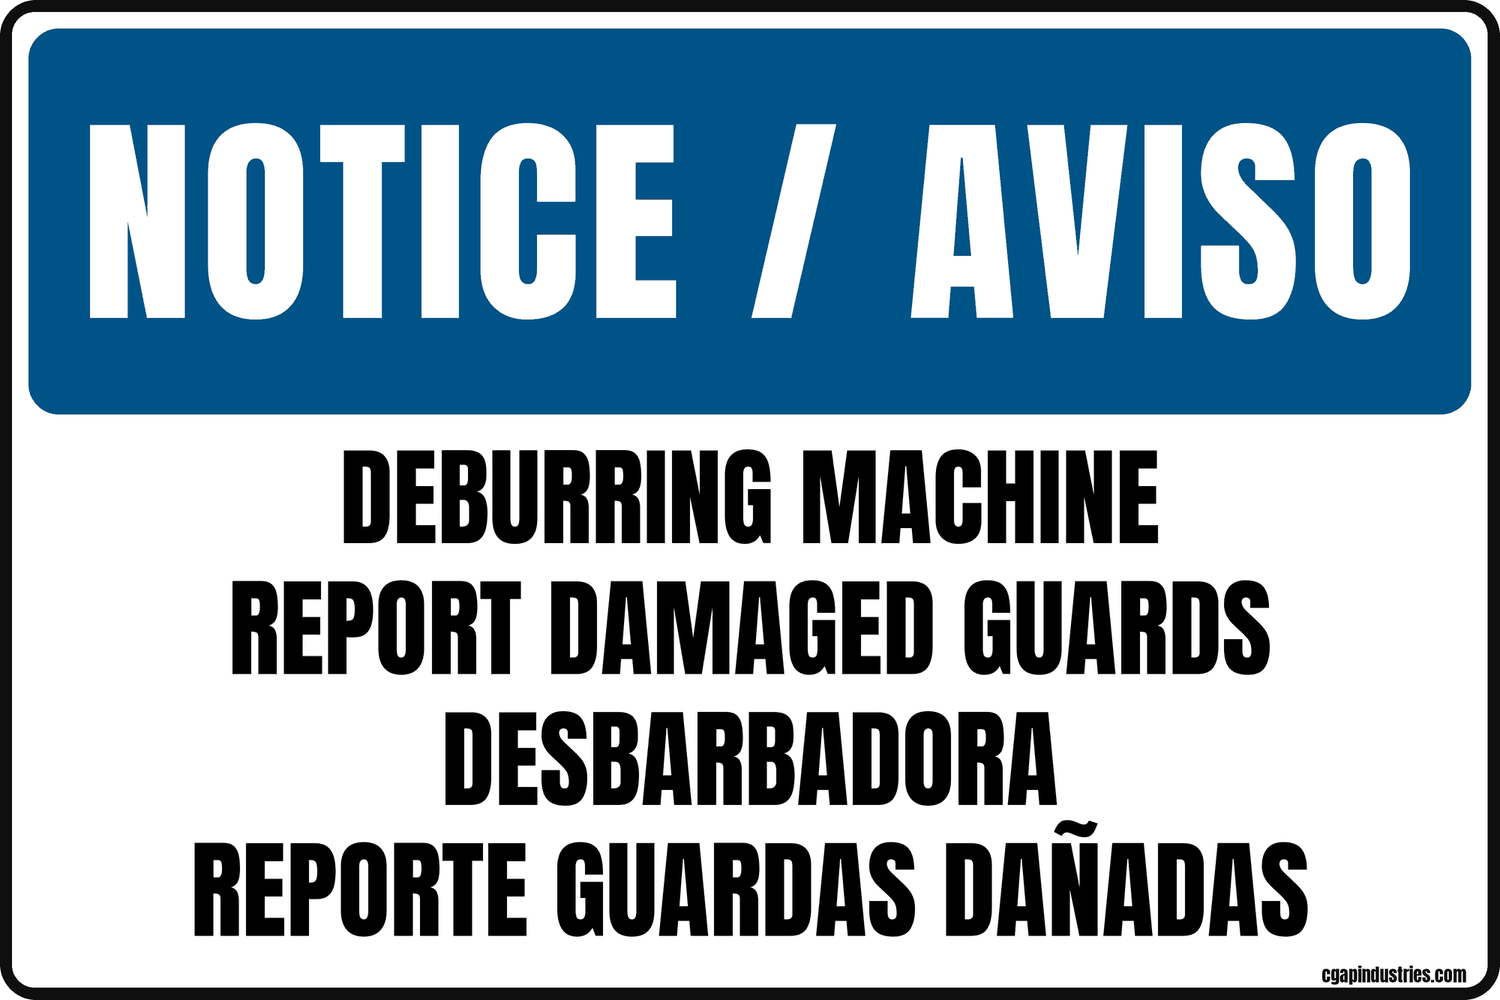 NOTICE / AVISO
DEBURRING MACHINE
REPORT DAMAGED GUARDS
DESBARBADORA
REPORTE GUARDAS DAÑADAS
cgapindustries.com